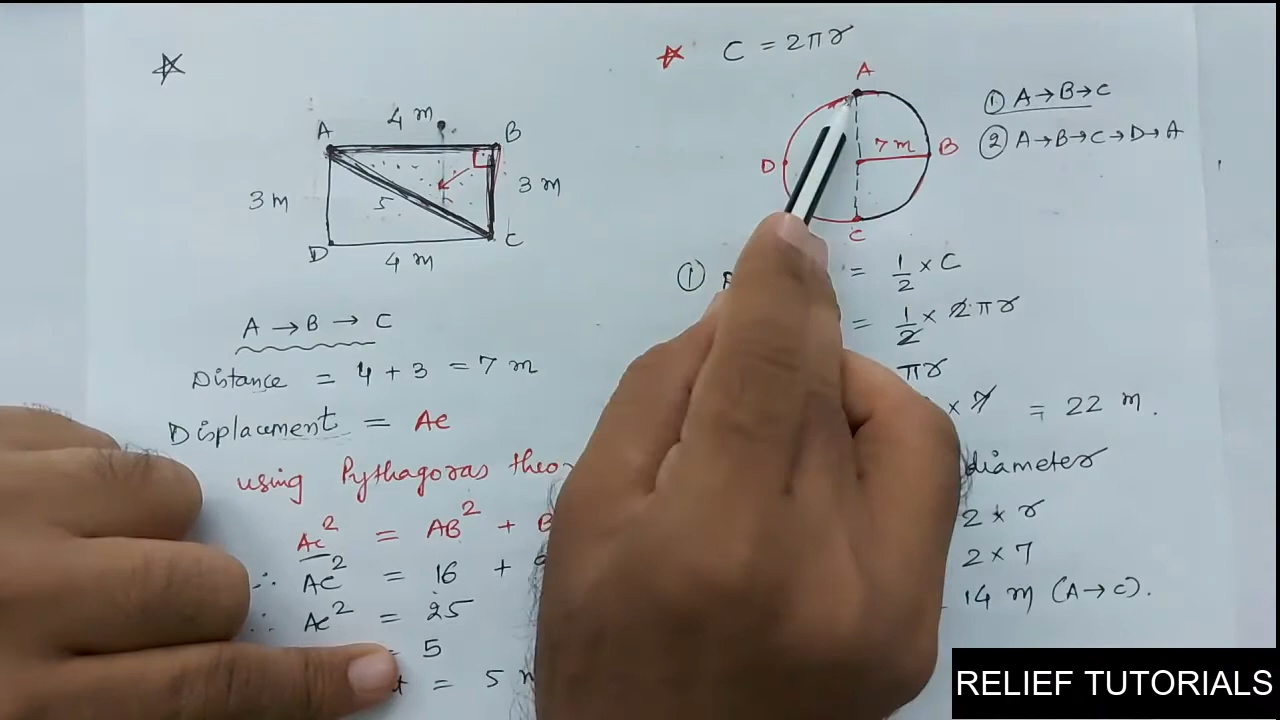 A
4 m
B
3 m
5
3 m
D
4 m
C
A → B → C
Distance = 4 + 3 = 7 m
Displacement = AC
using Pythagoras
AC² = AB² +
∴ AC² = 16 +
∴ AC² = 25
= 5
= 5
C = 2πr
A
D
7 m
B
C
① A → B → C
② A → B → C → D → A
①
= 1/2 × C
= 1/2 × 2πr
πr
× 7 = 22 m.
diameter
2 × r
2 × 7
14 m (A → C).
RELIEF TUTORIALS